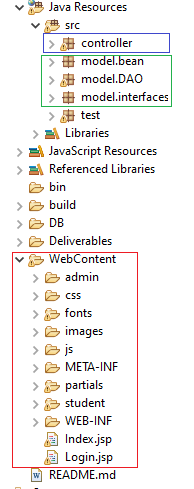 Java Resources
src
controller
model.bean
model.DAO
model.interfaces
test
Libraries
JavaScript Resources
Referenced Libraries
bin
build
DB
Deliverables
WebContent
admin
css
fonts
images
js
META-INF
partials
student
WEB-INF
Index.jsp
Login.jsp
README.md